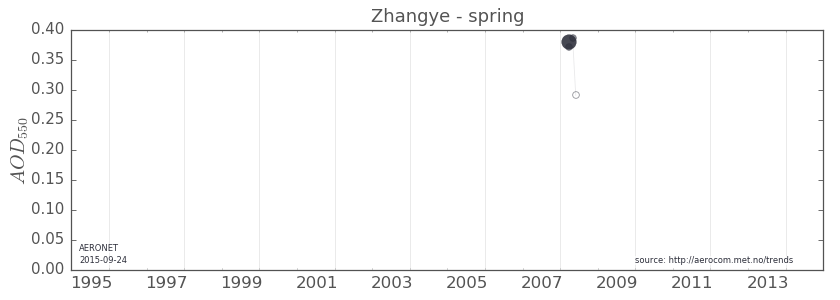 Zhangye - spring
0.40
0.35
0.30
0.25
0.20
0.15
0.10
0.05
0.00
AOD550
AERONET
2015-09-24
source: http://aerocom.met.no/trends
1995 1997 1999 2001 2003 2005 2007 2009 2011 2013